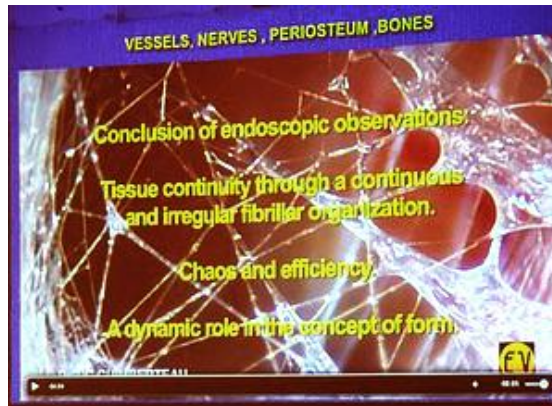 VESSELS, NERVES , PERIOSTEUM ,BONES
Conclusion of endoscopic observations:
Tissue continuity through a continuous
and irregular fibrillar organization.
Chaos and efficiency.
A dynamic role in the concept of form.